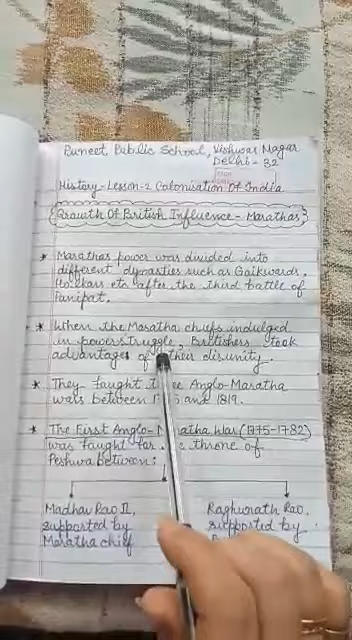 Puneet Public School, Vishwas Nagar
Delhi - 32
History - Lesson-2 Colonisation Of India
Growth Of British Influence - Marathas
* Marathas power was divided into
different dynasties such as Gaikwards,
Holkars etc after the third battle of
Panipat.
* When the Maratha chiefs indulged
in power struggle, Britishers took
advantages of their disunity.
* They faught three Anglo-Maratha
wars between and 1819.
* The First Anglo- War (1775-1782)
was faught for throne of
Peshwa between:
Madhav Rao II, Raghunath Rao,
supported by supported by
Maratha chief